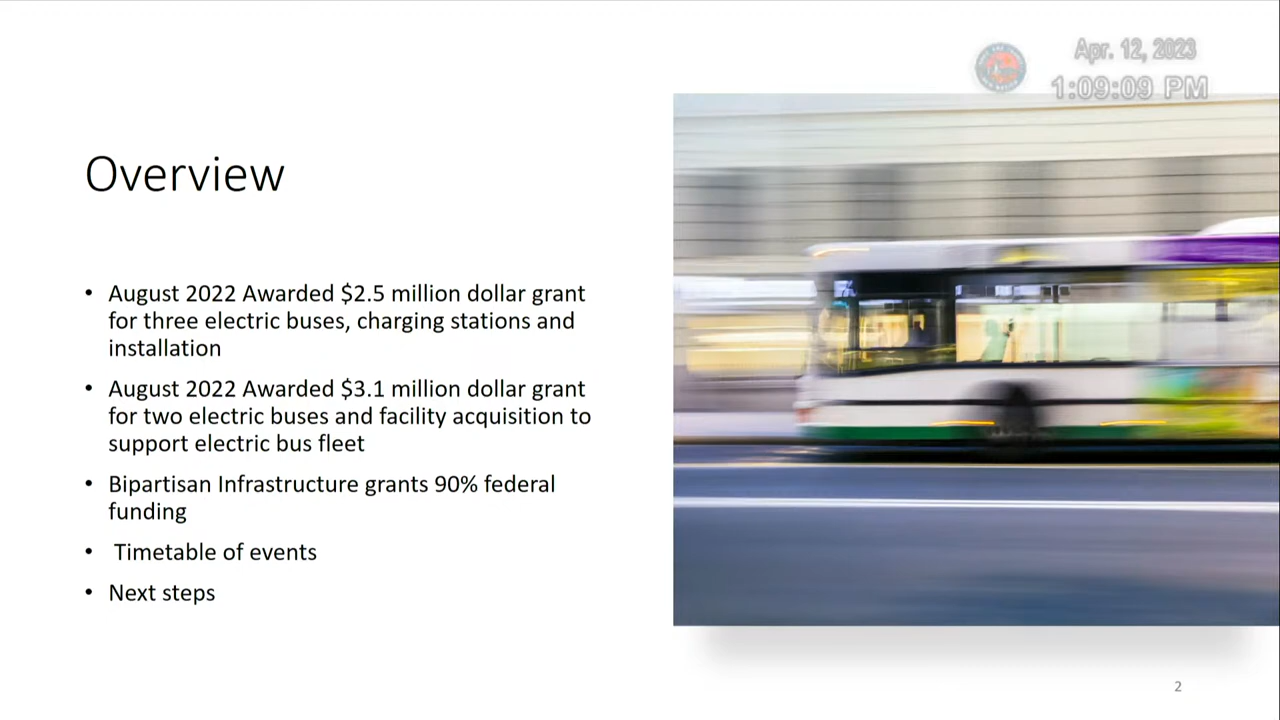 Apr. 12, 2023
1:09:09 PM
Overview
• August 2022 Awarded $2.5 million dollar grant
for three electric buses, charging stations and
installation
• August 2022 Awarded $3.1 million dollar grant
for two electric buses and facility acquisition to
support electric bus fleet
• Bipartisan Infrastructure grants 90% federal
funding
• Timetable of events
• Next steps
2